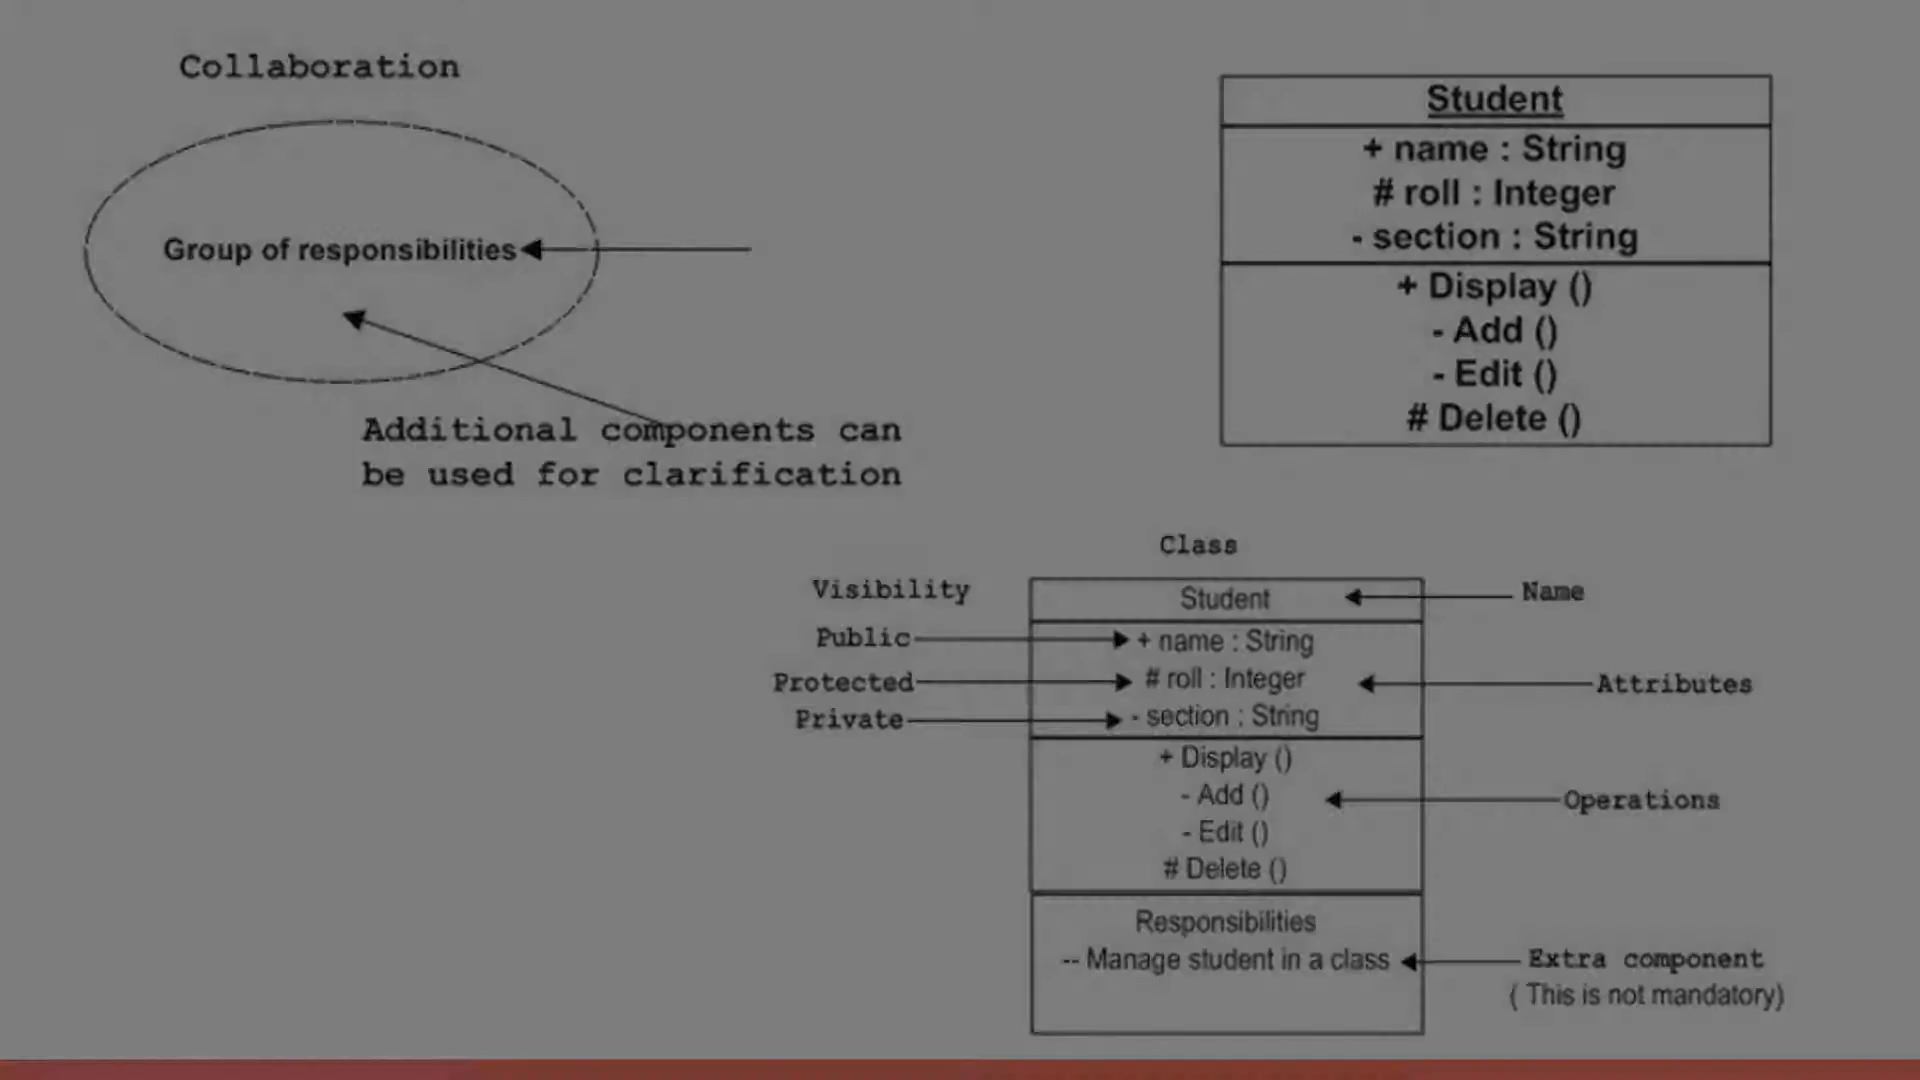 Collaboration
Group of responsibilities
Additional components can
be used for clarification
Student
+ name : String
# roll : Integer
- section : String
+ Display ()
- Add ()
- Edit ()
# Delete ()
Class
Visibility
Public
Protected
Private
Student
+ name : String
# roll : Integer
- section : String
+ Display ()
- Add ()
- Edit ()
# Delete ()
Responsibilities
-- Manage student in a class
Name
Attributes
Operations
Extra component
( This is not mandatory)